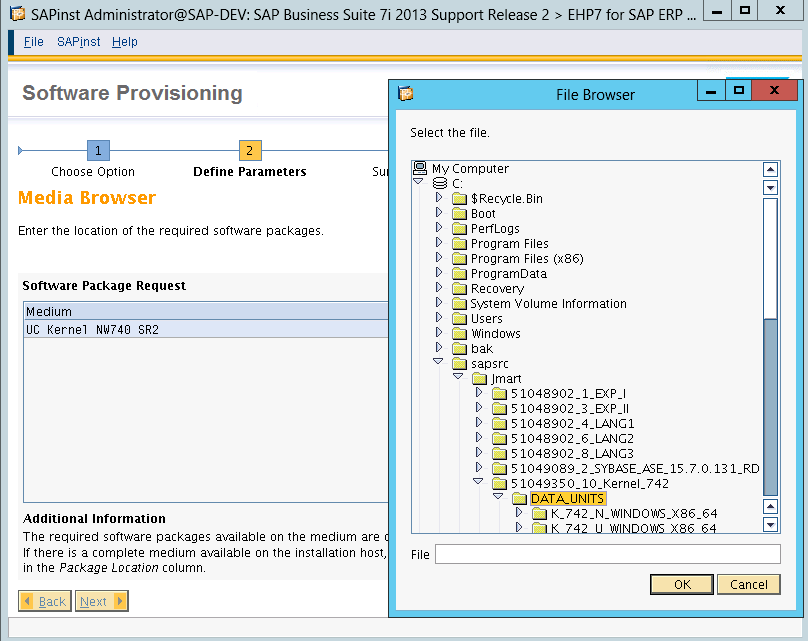 SAPinst Administrator@SAP-DEV: SAP Business Suite 7i 2013 Support Release 2 > EHP7 for SAP ERP ...
File SAPinst Help
Software Provisioning
1
2
Choose Option
Define Parameters
Su
Media Browser
Enter the location of the required software packages.
Software Package Request
Medium
UC Kernel NW740 SR2
Additional Information
The required software packages available on the medium are
If there is a complete medium available on the installation host,
in the Package Location column.
Back
Next
File Browser
Select the file.
My Computer
C:
$Recycle.Bin
Boot
PerfLogs
Program Files
Program Files (x86)
ProgramData
Recovery
System Volume Information
Users
Windows
bak
sapsrc
Jmart
51048902_1_EXP_I
51048902_3_EXP_II
51048902_4_LANG1
51048902_6_LANG2
51048902_8_LANG3
51049089_2_SYBASE_ASE_15.7.0.131_RD
51049350_10_Kernel_742
DATA_UNITS
K_742_N_WINDOWS_X86_64
K_742_U_WINDOWS_X86_64
File
OK
Cancel